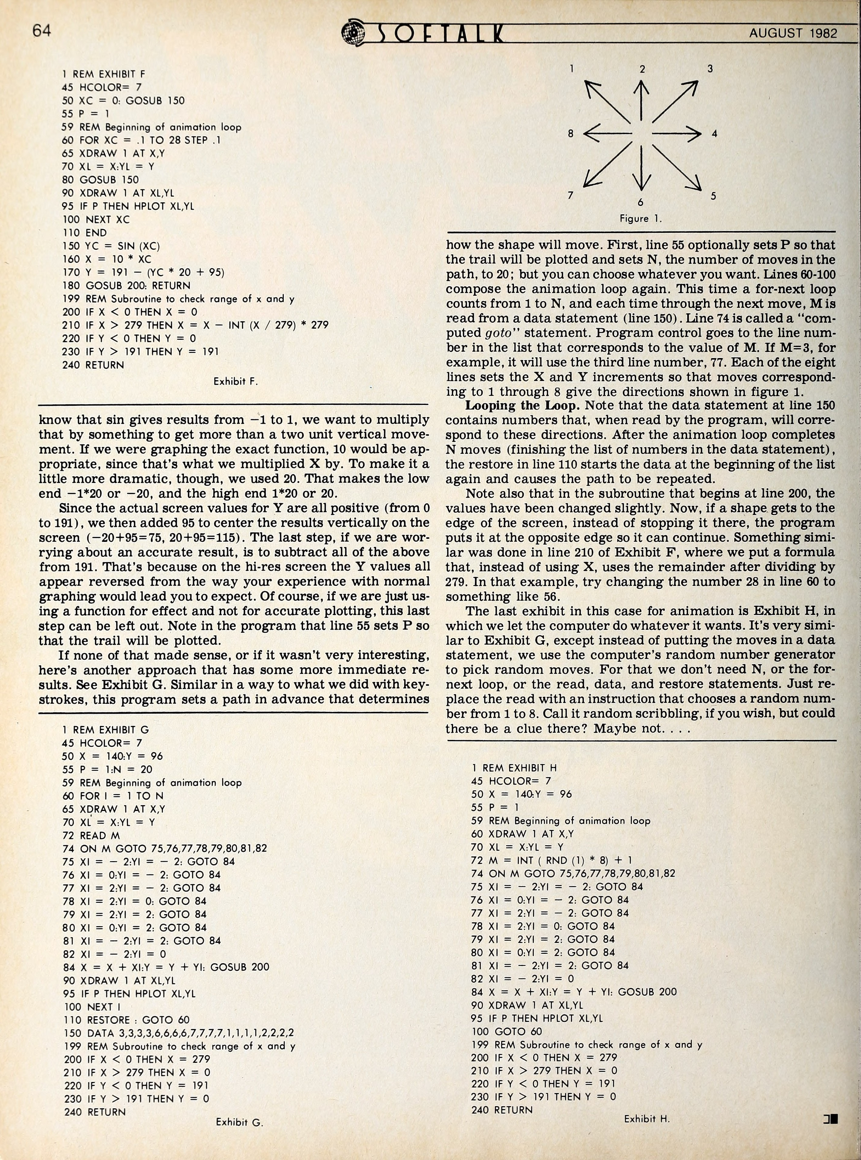 64
SOFTALK
AUGUST 1982
1 REM EXHIBIT F
45 HCOLOR= 7
50 XC = 0: GOSUB 150
55 P = 1
59 REM Beginning of animation loop
60 FOR XC = .1 TO 28 STEP .1
65 XDRAW 1 AT X,Y
70 XL = X:YL = Y
80 GOSUB 150
90 XDRAW 1 AT XL,YL
95 IF P THEN HPLOT XL,YL
100 NEXT XC
110 END
150 YC = SIN (XC)
160 X = 10 * XC
170 Y = 191 – (YC * 20 + 95)
180 GOSUB 200: RETURN
199 REM Subroutine to check range of x and y
200 IF X < 0 THEN X = 0
210 IF X > 279 THEN X = X – INT (X / 279) * 279
220 IF Y < 0 THEN Y = 0
230 IF Y > 191 THEN Y = 191
240 RETURN
Exhibit F.
know that sin gives results from –1 to 1, we want to multiply
that by something to get more than a two unit vertical move-
ment. If we were graphing the exact function, 10 would be ap-
propriate, since that's what we multiplied X by. To make it a
little more dramatic, though, we used 20. That makes the low
end –1*20 or –20, and the high end 1*20 or 20.
Since the actual screen values for Y are all positive (from 0
to 191), we then added 95 to center the results vertically on the
screen (–20+95=75, 20+95=115). The last step, if we are wor-
rying about an accurate result, is to subtract all of the above
from 191. That's because on the hi-res screen the Y values all
appear reversed from the way your experience with normal
graphing would lead you to expect. Of course, if we are just us-
ing a function for effect and not for accurate plotting, this last
step can be left out. Note in the program that line 55 sets P so
that the trail will be plotted.
If none of that made sense, or if it wasn't very interesting,
here's another approach that has some more immediate re-
sults. See Exhibit G. Similar in a way to what we did with key-
strokes, this program sets a path in advance that determines
1 REM EXHIBIT G
45 HCOLOR= 7
50 X = 140:Y = 96
55 P = 1:N = 20
59 REM Beginning of animation loop
60 FOR I = 1 TO N
65 XDRAW 1 AT X,Y
70 XL = X:YL = Y
72 READ M
74 ON M GOTO 75,76,77,78,79,80,81,82
75 XI = – 2:YI = – 2: GOTO 84
76 XI = 0:YI = – 2: GOTO 84
77 XI = 2:YI = – 2: GOTO 84
78 XI = 2:YI = 0: GOTO 84
79 XI = 2:YI = 2: GOTO 84
80 XI = 0:YI = 2: GOTO 84
81 XI = – 2:YI = 2: GOTO 84
82 XI = – 2:YI = 0
84 X = X + XI:Y = Y + YI: GOSUB 200
90 XDRAW 1 AT XL,YL
95 IF P THEN HPLOT XL,YL
100 NEXT I
110 RESTORE : GOTO 60
150 DATA 3,3,3,3,6,6,6,6,7,7,7,7,1,1,1,1,2,2,2,2
199 REM Subroutine to check range of x and y
200 IF X < 0 THEN X = 279
210 IF X > 279 THEN X = 0
220 IF Y < 0 THEN Y = 191
230 IF Y > 191 THEN Y = 0
240 RETURN
Exhibit G.
1 2 3
8 4
7 6 5
Figure 1.
how the shape will move. First, line 55 optionally sets P so that
the trail will be plotted and sets N, the number of moves in the
path, to 20; but you can choose whatever you want. Lines 60-100
compose the animation loop again. This time a for-next loop
counts from 1 to N, and each time through the next move, M is
read from a data statement (line 150). Line 74 is called a "com-
puted goto" statement. Program control goes to the line num-
ber in the list that corresponds to the value of M. If M=3, for
example, it will use the third line number, 77. Each of the eight
lines sets the X and Y increments so that moves correspond-
ing to 1 through 8 give the directions shown in figure 1.
Looping the Loop. Note that the data statement at line 150
contains numbers that, when read by the program, will corre-
spond to these directions. After the animation loop completes
N moves (finishing the list of numbers in the data statement),
the restore in line 110 starts the data at the beginning of the list
again and causes the path to be repeated.
Note also that in the subroutine that begins at line 200, the
values have been changed slightly. Now, if a shape gets to the
edge of the screen, instead of stopping it there, the program
puts it at the opposite edge so it can continue. Something simi-
lar was done in line 210 of Exhibit F, where we put a formula
that, instead of using X, uses the remainder after dividing by
279. In that example, try changing the number 28 in line 60 to
something like 56.
The last exhibit in this case for animation is Exhibit H, in
which we let the computer do whatever it wants. It's very simi-
lar to Exhibit G, except instead of putting the moves in a data
statement, we use the computer's random number generator
to pick random moves. For that we don't need N, or the for-
next loop, or the read, data, and restore statements. Just re-
place the read with an instruction that chooses a random num-
ber from 1 to 8. Call it random scribbling, if you wish, but could
there be a clue there? Maybe not. . . .
1 REM EXHIBIT H
45 HCOLOR= 7
50 X = 140:Y = 96
55 P = 1
59 REM Beginning of animation loop
60 XDRAW 1 AT X,Y
70 XL = X:YL = Y
72 M = INT ( RND (1) * 8) + 1
74 ON M GOTO 75,76,77,78,79,80,81,82
75 XI = – 2:YI = – 2: GOTO 84
76 XI = 0:YI = – 2: GOTO 84
77 XI = 2:YI = – 2: GOTO 84
78 XI = 2:YI = 0: GOTO 84
79 XI = 2:YI = 2: GOTO 84
80 XI = 0:YI = 2: GOTO 84
81 XI = – 2:YI = 2: GOTO 84
82 XI = – 2:YI = 0
84 X = X + XI:Y = Y + YI: GOSUB 200
90 XDRAW 1 AT XL,YL
95 IF P THEN HPLOT XL,YL
100 GOTO 60
199 REM Subroutine to check range of x and y
200 IF X < 0 THEN X = 279
210 IF X > 279 THEN X = 0
220 IF Y < 0 THEN Y = 191
230 IF Y > 191 THEN Y = 0
240 RETURN
Exhibit H.